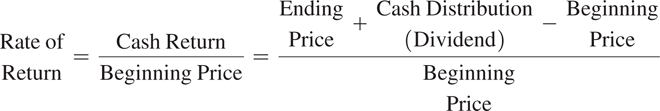 Rate of Return = Cash Return / Beginning Price = Ending Price + Cash Distribution (Dividend) − Beginning Price / Beginning Price